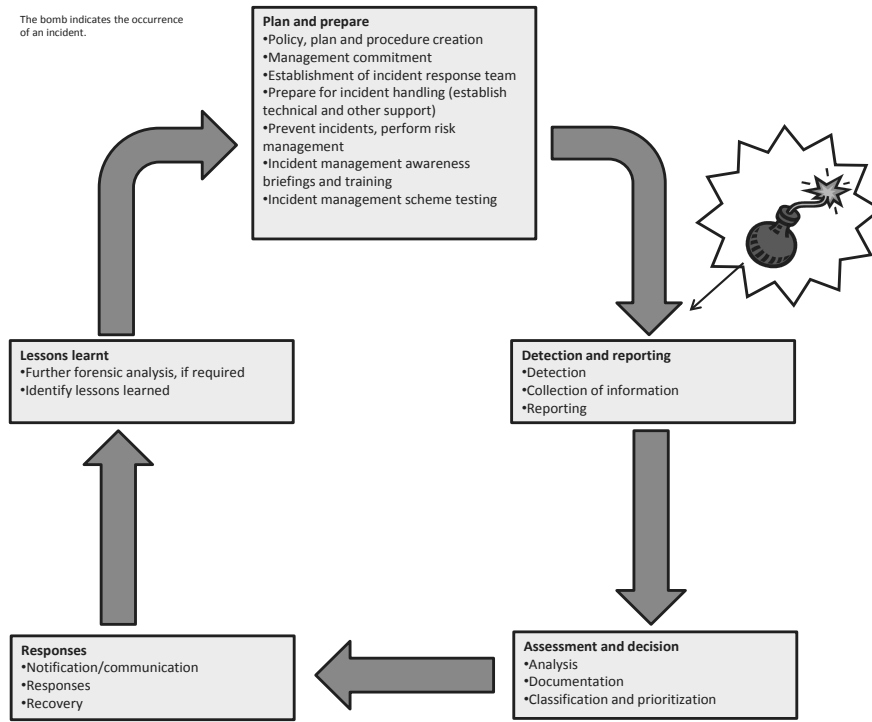 The bomb indicates the occurrence
of an incident.
Plan and prepare
•Policy, plan and procedure creation
•Management commitment
•Establishment of incident response team
•Prepare for incident handling (establish
technical and other support)
•Prevent incidents, perform risk
management
•Incident management awareness
briefings and training
•Incident management scheme testing
Detection and reporting
•Detection
•Collection of information
•Reporting
Assessment and decision
•Analysis
•Documentation
•Classification and prioritization
Responses
•Notification/communication
•Responses
•Recovery
Lessons learnt
•Further forensic analysis, if required
•Identify lessons learned